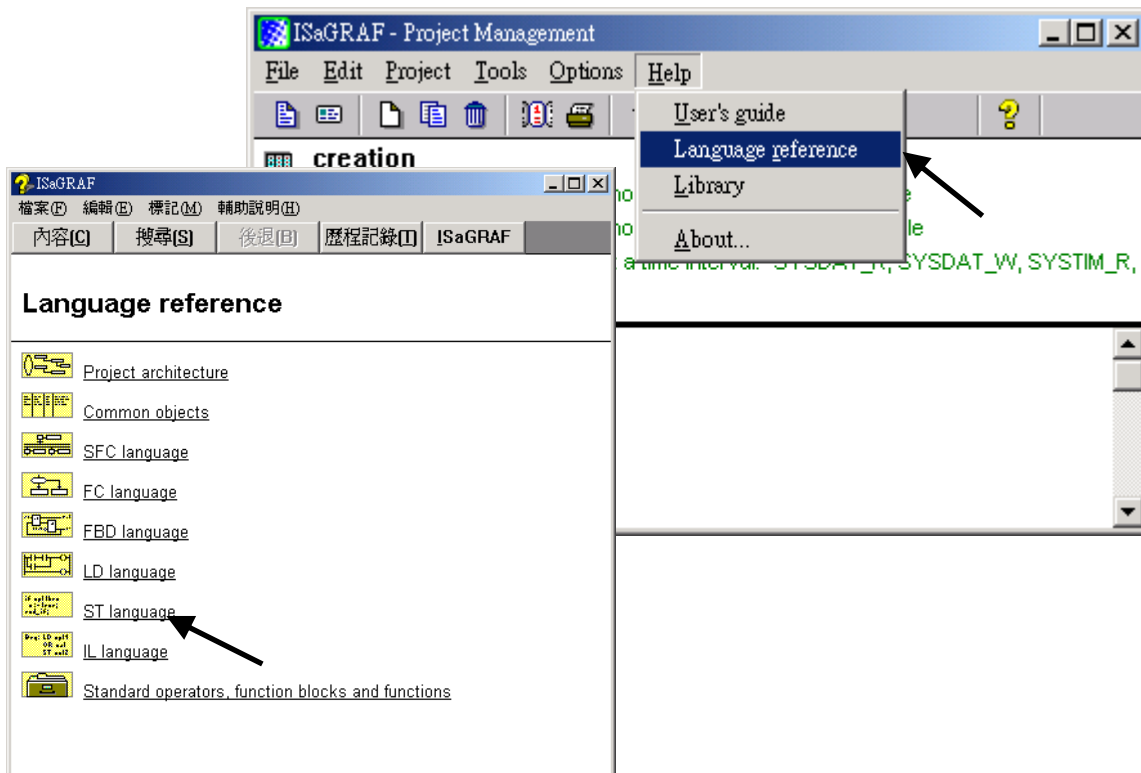 ISaGRAF - Project Management
File Edit Project Tools Options Help
User's guide
Language reference
Library
About...
creation
no
e
no
le
a time interval: SYSDAT_R, SYSDAT_W, SYSTIM_R,
ISaGRAF
檔案(F) 編輯(E) 標記(M) 輔助說明(H)
內容(C) 搜尋(S) 後退(B) 歷程記錄(T) ISaGRAF
Language reference
Project architecture
Common objects
SFC language
FC language
FBD language
LD language
ST language
IL language
Standard operators, function blocks and functions